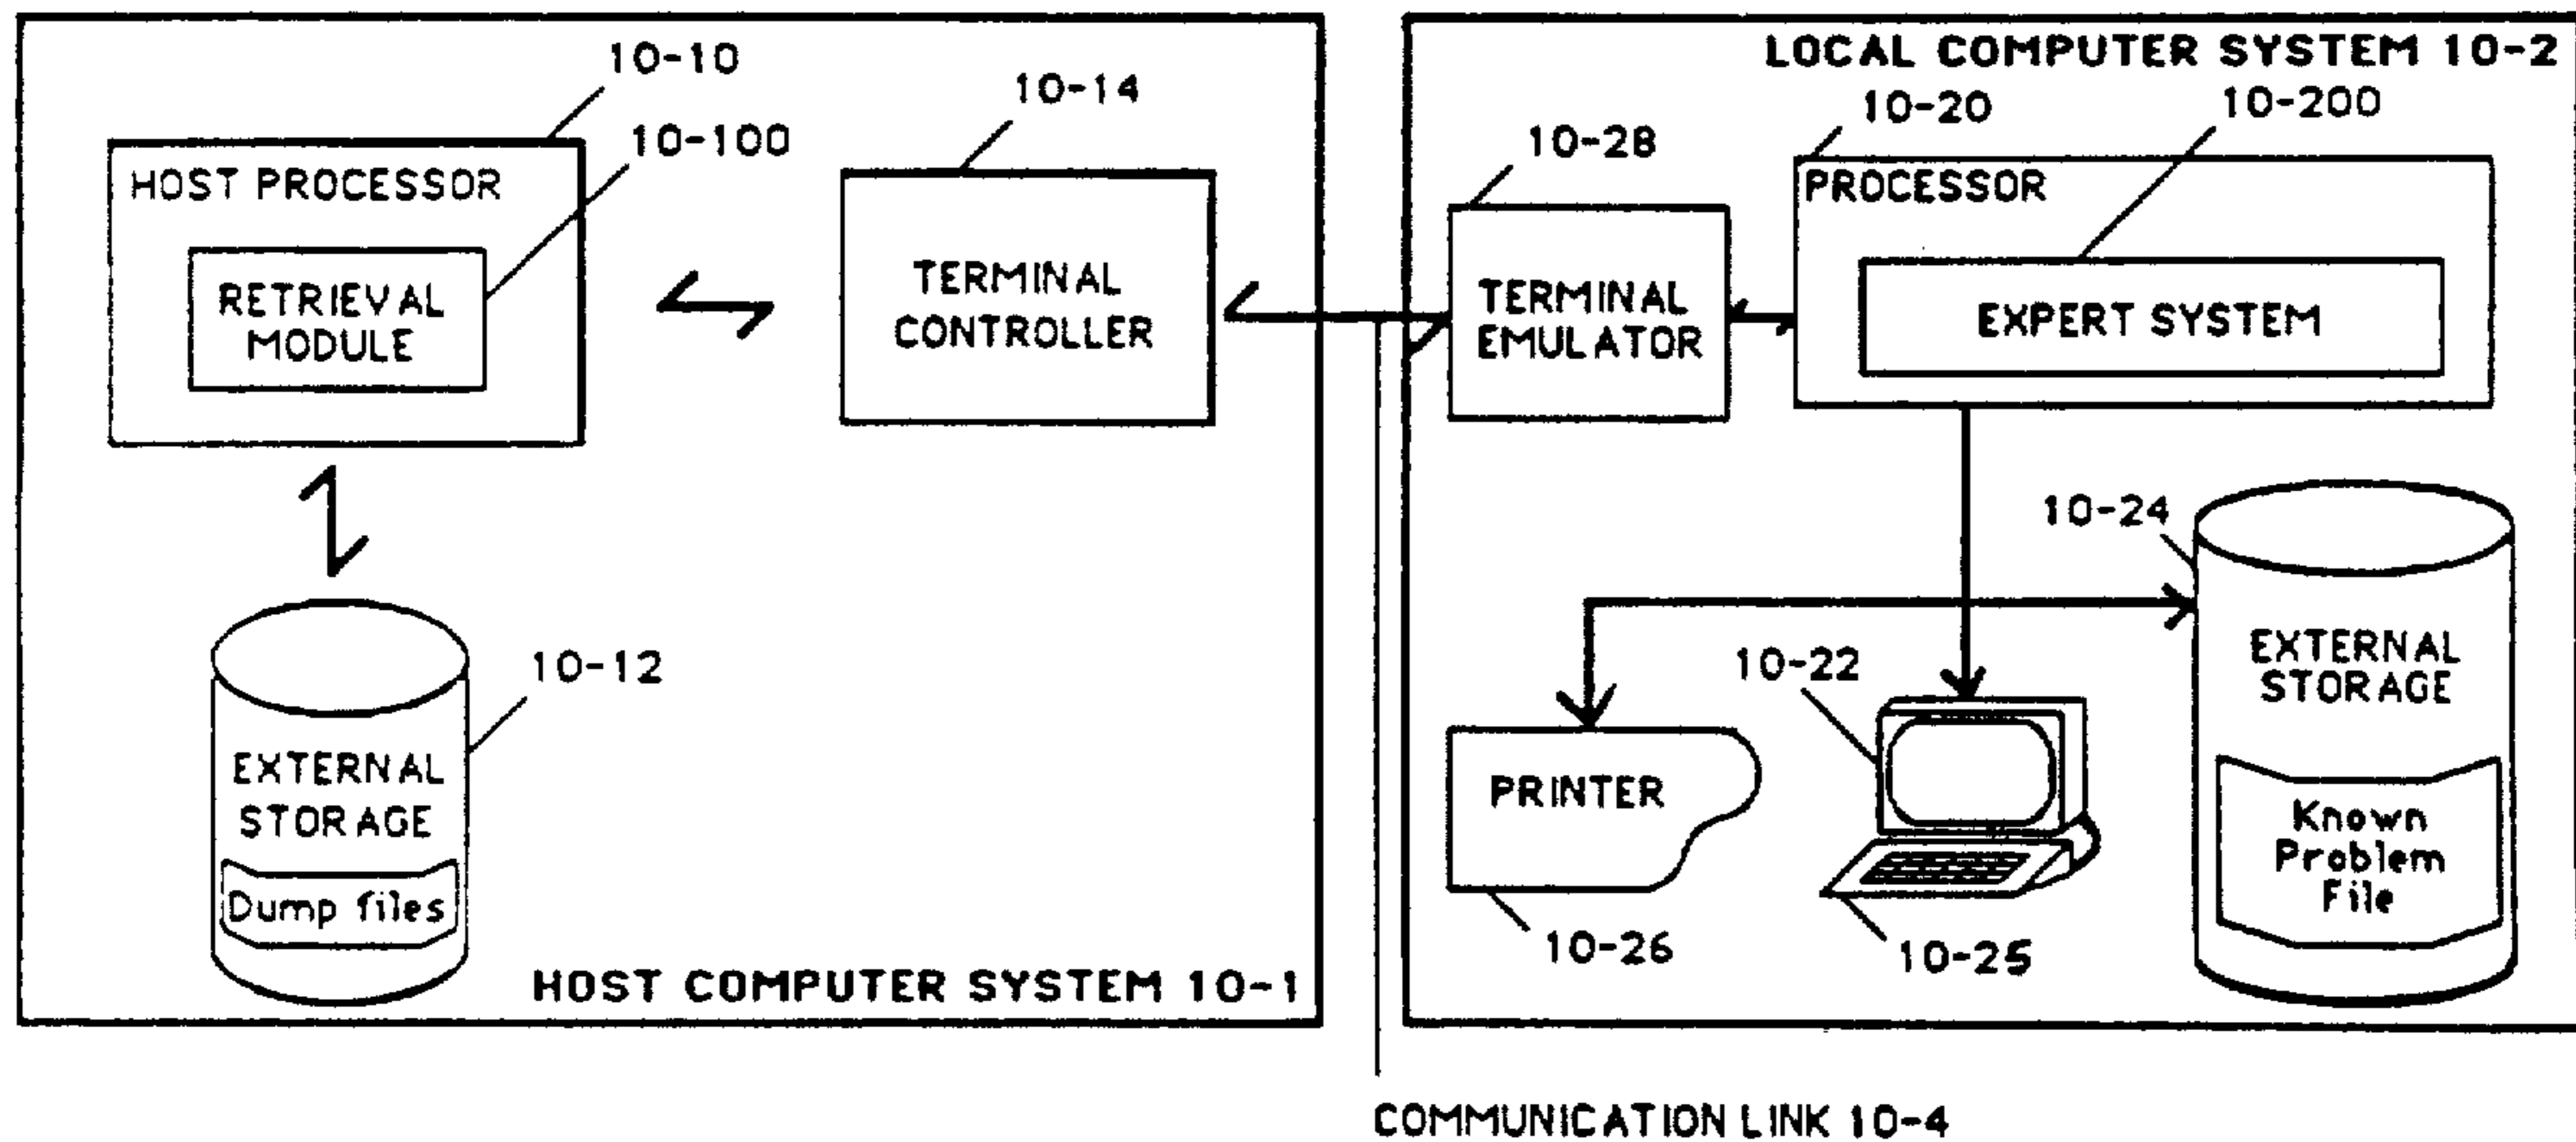 10-10
10-14
10-100
HOST PROCESSOR
RETRIEVAL
MODULE
TERMINAL
CONTROLLER
10-12
EXTERNAL
STORAGE
Dump files
HOST COMPUTER SYSTEM 10-1
LOCAL COMPUTER SYSTEM 10-2
10-28
10-20
10-200
TERMINAL
EMULATOR
PROCESSOR
EXPERT SYSTEM
10-24
10-22
EXTERNAL
STORAGE
PRINTER
Known
Problem
File
10-26
10-25
COMMUNICATION LINK 10-4